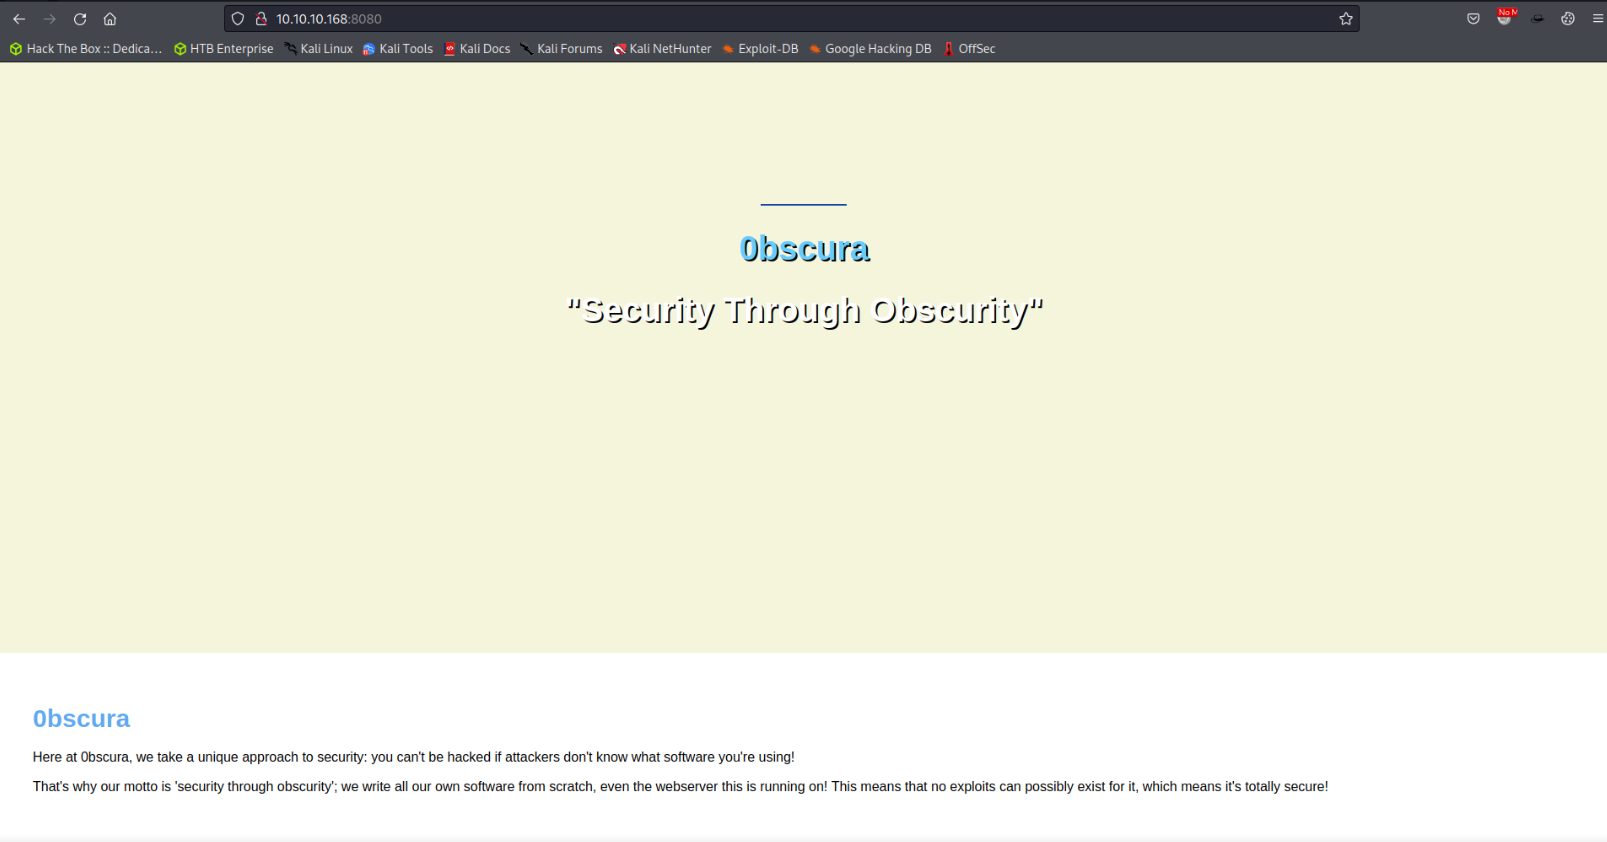 10.10.10.168:8080
No M
Hack The Box :: Dedica... HTB Enterprise Kali Linux Kali Tools Kali Docs Kali Forums Kali NetHunter Exploit-DB Google Hacking DB OffSec
0bscura
"Security Through Obscurity"
0bscura
Here at 0bscura, we take a unique approach to security: you can't be hacked if attackers don't know what software you're using!
That's why our motto is 'security through obscurity'; we write all our own software from scratch, even the webserver this is running on! This means that no exploits can possibly exist for it, which means it's totally secure!